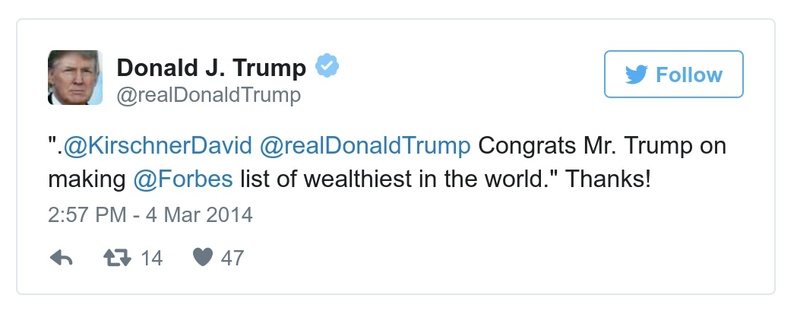 Donald J. Trump
@realDonaldTrump
Follow
".@KirschnerDavid @realDonaldTrump Congrats Mr. Trump on
making @Forbes list of wealthiest in the world." Thanks!
2:57 PM - 4 Mar 2014
14 47